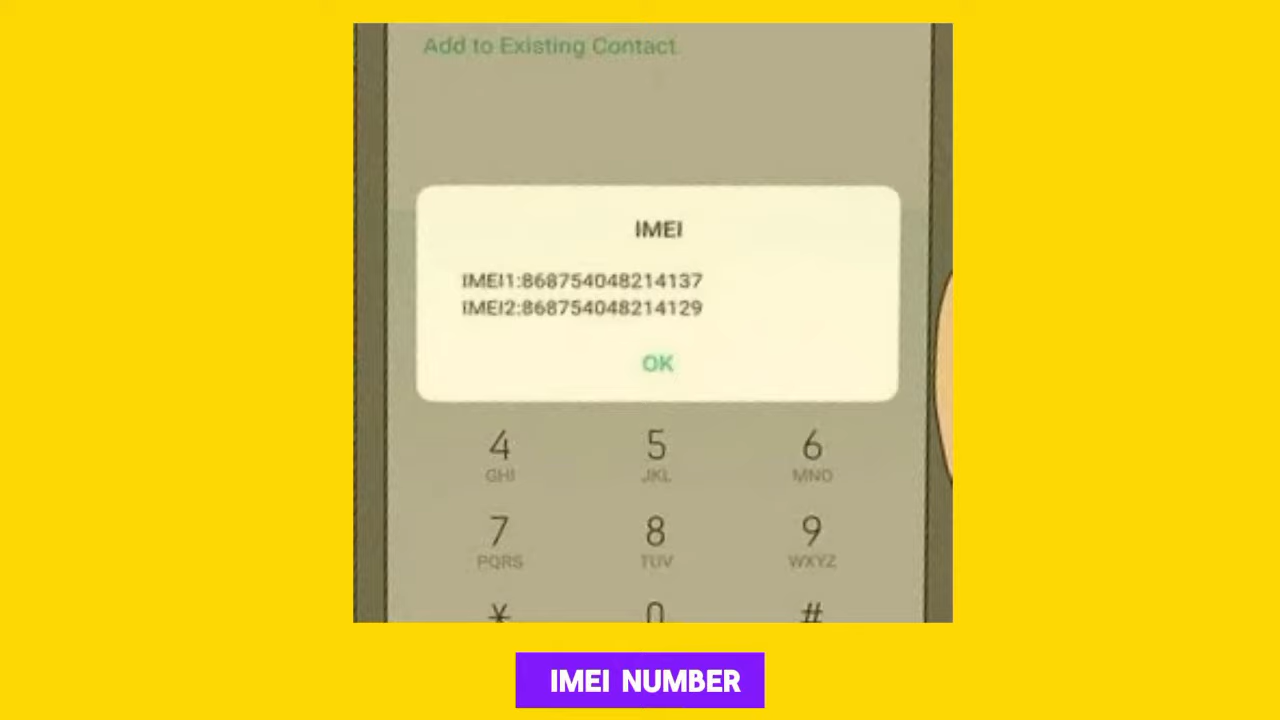 Add to Existing Contact
IMEI
IMEI1:868754048214137
IMEI2:868754048214129
OK
4 5 6
GHI JKL MNO
7 8 9
PQRS TUV WXYZ
* 0 #
IMEI NUMBER